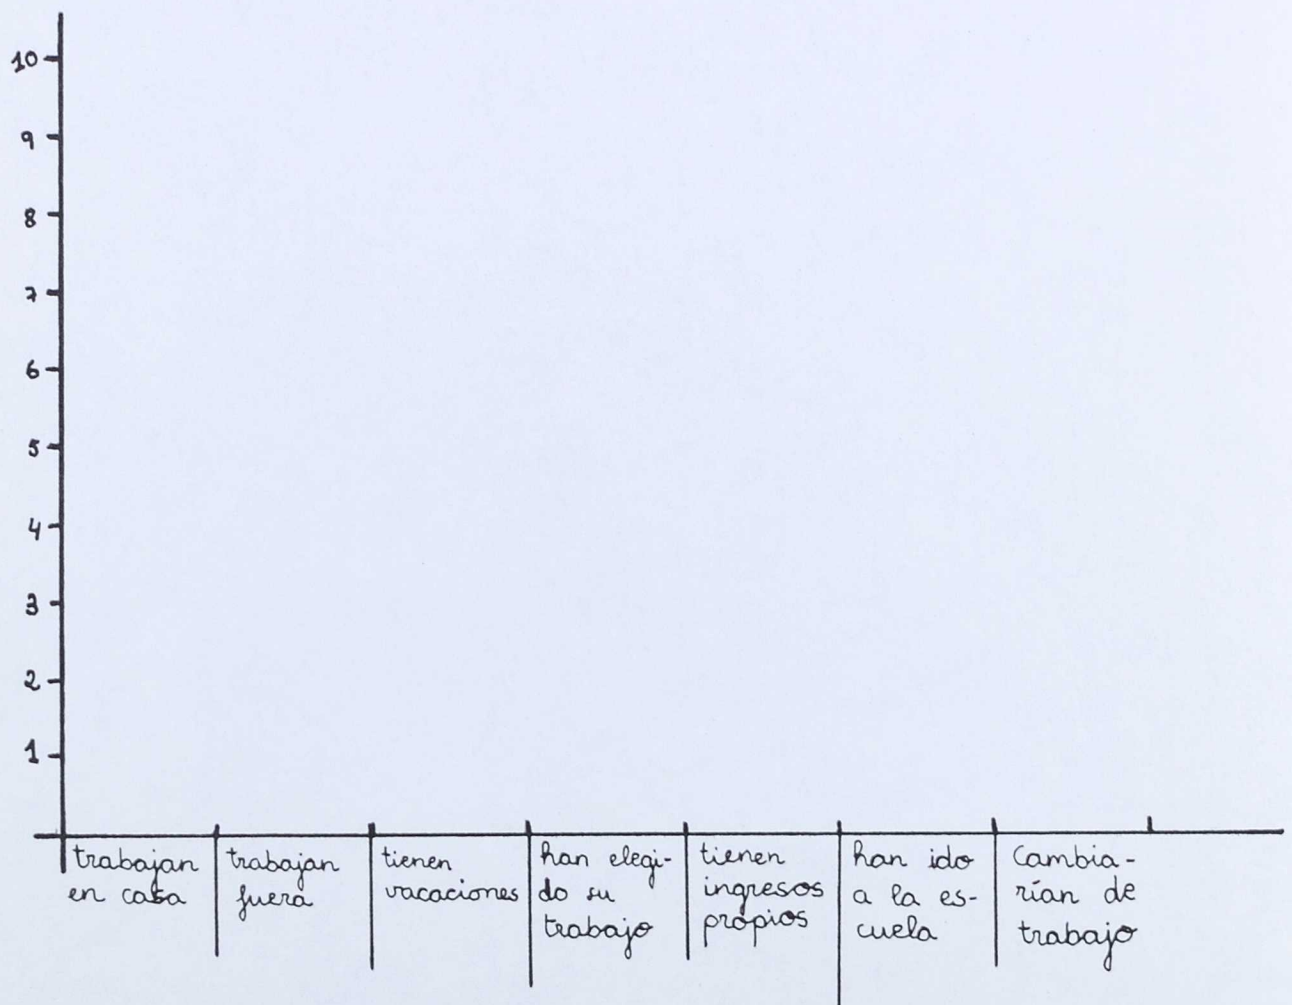 10
9
8
7
6
5
4
3
2
1
trabajan
en casa
trabajan
fuera
tienen
vacaciones
han elegi-
do su
trabajo
tienen
ingresos
propios
han ido
a la es-
cuela
Cambia-
rían de
trabajo